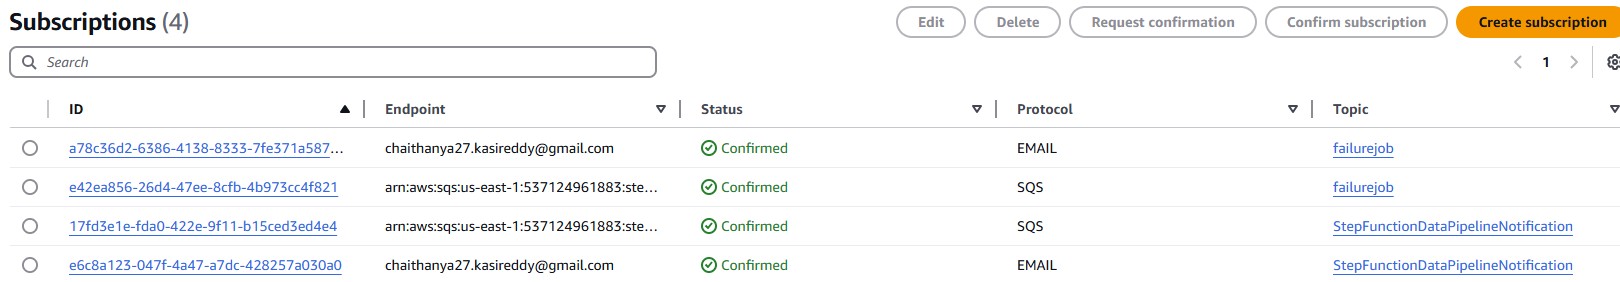 Subscriptions (4)
Edit
Delete
Request confirmation
Confirm subscription
Create subscription
Search
1
ID Endpoint Status Protocol Topic
a78c36d2-6386-4138-8333-7fe371a587... chaithanya27.kasireddy@gmail.com Confirmed EMAIL failurejob
e42ea856-26d4-47ee-8cfb-4b973cc4f821 arn:aws:sqs:us-east-1:537124961883:ste... Confirmed SQS failurejob
17fd3e1e-fda0-422e-9f11-b15ced3ed4e4 arn:aws:sqs:us-east-1:537124961883:ste... Confirmed SQS StepFunctionDataPipelineNotification
e6c8a123-047f-4a47-a7dc-428257a030a0 chaithanya27.kasireddy@gmail.com Confirmed EMAIL StepFunctionDataPipelineNotification